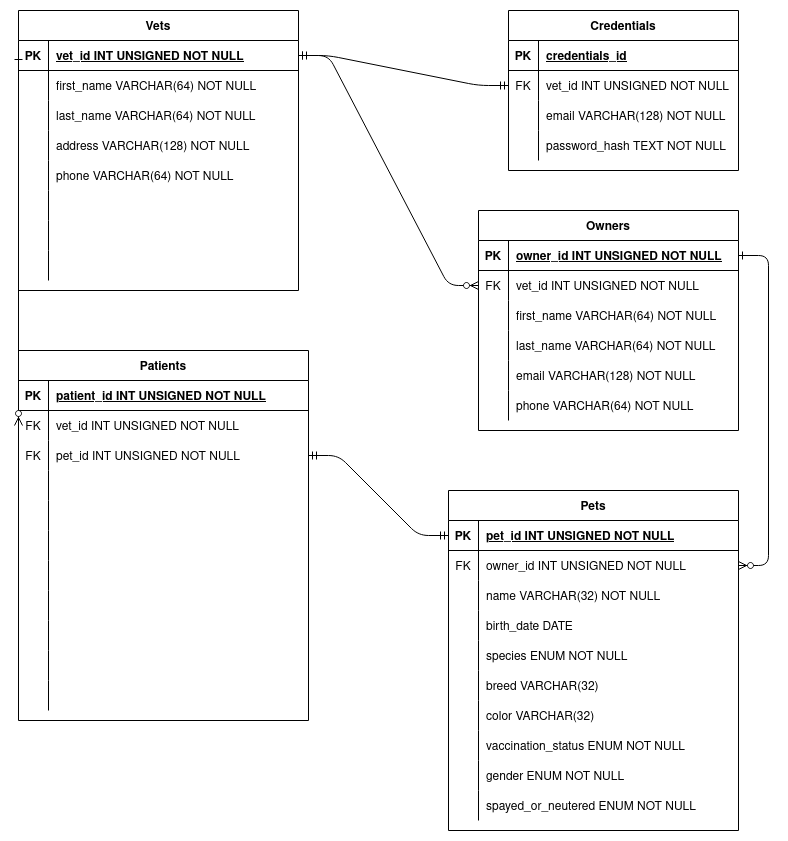 Vets
PK vet_id INT UNSIGNED NOT NULL
first_name VARCHAR(64) NOT NULL
last_name VARCHAR(64) NOT NULL
address VARCHAR(128) NOT NULL
phone VARCHAR(64) NOT NULL
Credentials
PK credentials_id
FK vet_id INT UNSIGNED NOT NULL
email VARCHAR(128) NOT NULL
password_hash TEXT NOT NULL
Owners
PK owner_id INT UNSIGNED NOT NULL
FK vet_id INT UNSIGNED NOT NULL
first_name VARCHAR(64) NOT NULL
last_name VARCHAR(64) NOT NULL
email VARCHAR(128) NOT NULL
phone VARCHAR(64) NOT NULL
Patients
PK patient_id INT UNSIGNED NOT NULL
FK vet_id INT UNSIGNED NOT NULL
FK pet_id INT UNSIGNED NOT NULL
Pets
PK pet_id INT UNSIGNED NOT NULL
FK owner_id INT UNSIGNED NOT NULL
name VARCHAR(32) NOT NULL
birth_date DATE
species ENUM NOT NULL
breed VARCHAR(32)
color VARCHAR(32)
vaccination_status ENUM NOT NULL
gender ENUM NOT NULL
spayed_or_neutered ENUM NOT NULL